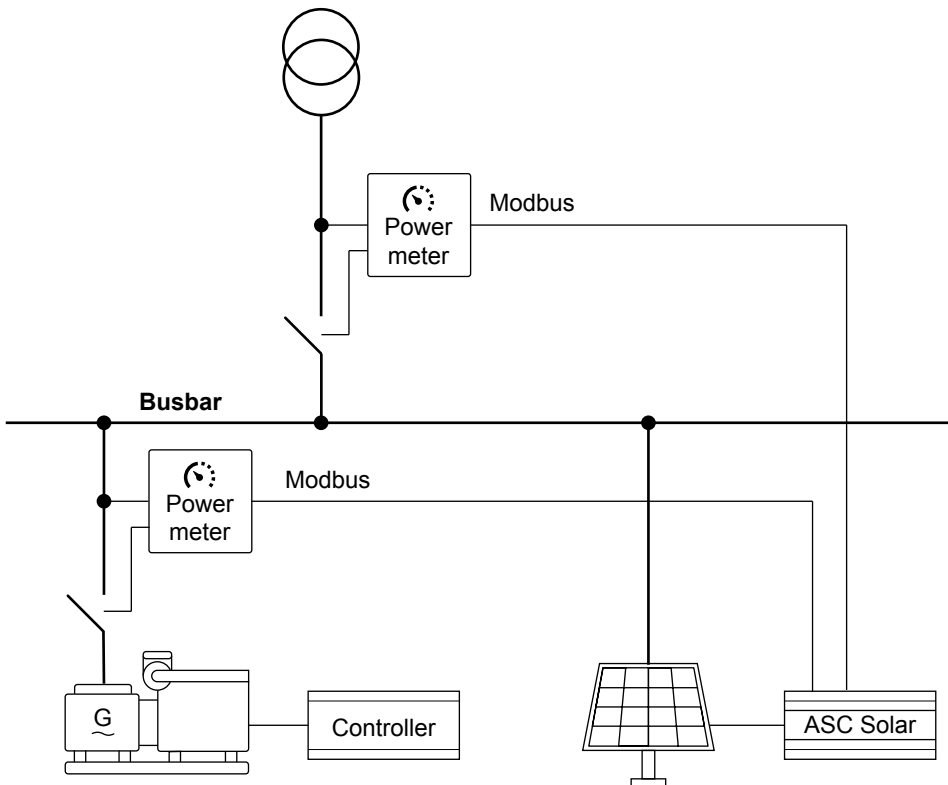 Power
meter
Modbus
Busbar
Power
meter
Modbus
G
Controller
ASC Solar